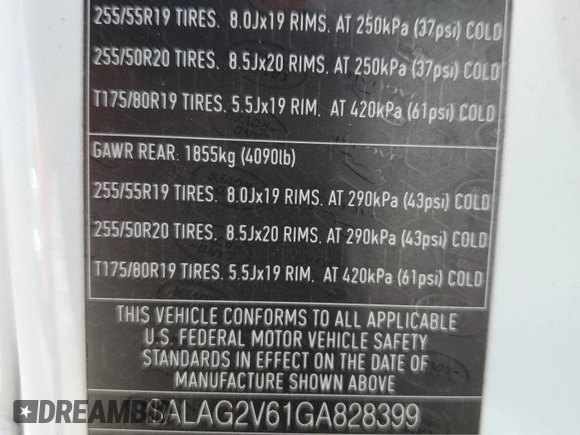 255/55R19 TIRES. 8.0Jx19 RIMS, AT 250kPa (37psi) COLD
255/50R20 TIRES. 8.5Jx20 RIMS, AT 250kPa (37psi) COLD
T175/80R19 TIRES. 5.5Jx19 RIM, AT 420kPa (61psi) COLD
GAWR REAR: 1855kg (4090lb)
255/55R19 TIRES. 8.0Jx19 RIMS, AT 290kPa (43psi) COLD
255/50R20 TIRES. 8.5Jx20 RIMS, AT 290kPa (43psi) COLD
T175/80R19 TIRES. 5.5Jx19 RIM, AT 420kPa (61psi) COLD
THIS VEHICLE CONFORMS TO ALL APPLICABLE
U.S. FEDERAL MOTOR VEHICLE SAFETY
STANDARDS IN EFFECT ON THE DATE OF
MANUFACTURE SHOWN ABOVE
SALAG2V61GA828399